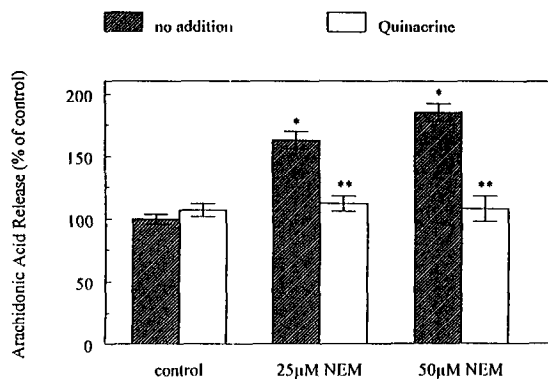 no addition
Quinacrine
Arachidonic Acid Release (% of control)
200
150
100
50
0
*
**
*
**
control
25µM NEM
50µM NEM